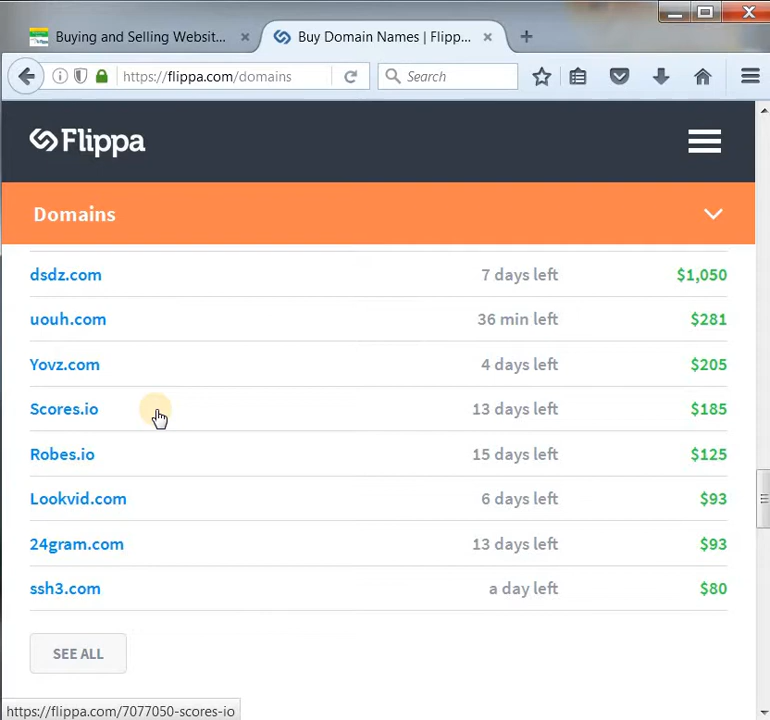 Buying and Selling Websit...
Buy Domain Names | Flipp...
https://flippa.com/domains
Search
Flippa
Domains
dsdz.com 7 days left $1,050
uouh.com 36 min left $281
Yovz.com 4 days left $205
Scores.io 13 days left $185
Robes.io 15 days left $125
Lookvid.com 6 days left $93
24gram.com 13 days left $93
ssh3.com a day left $80
SEE ALL
https://flippa.com/7077050-scores-io